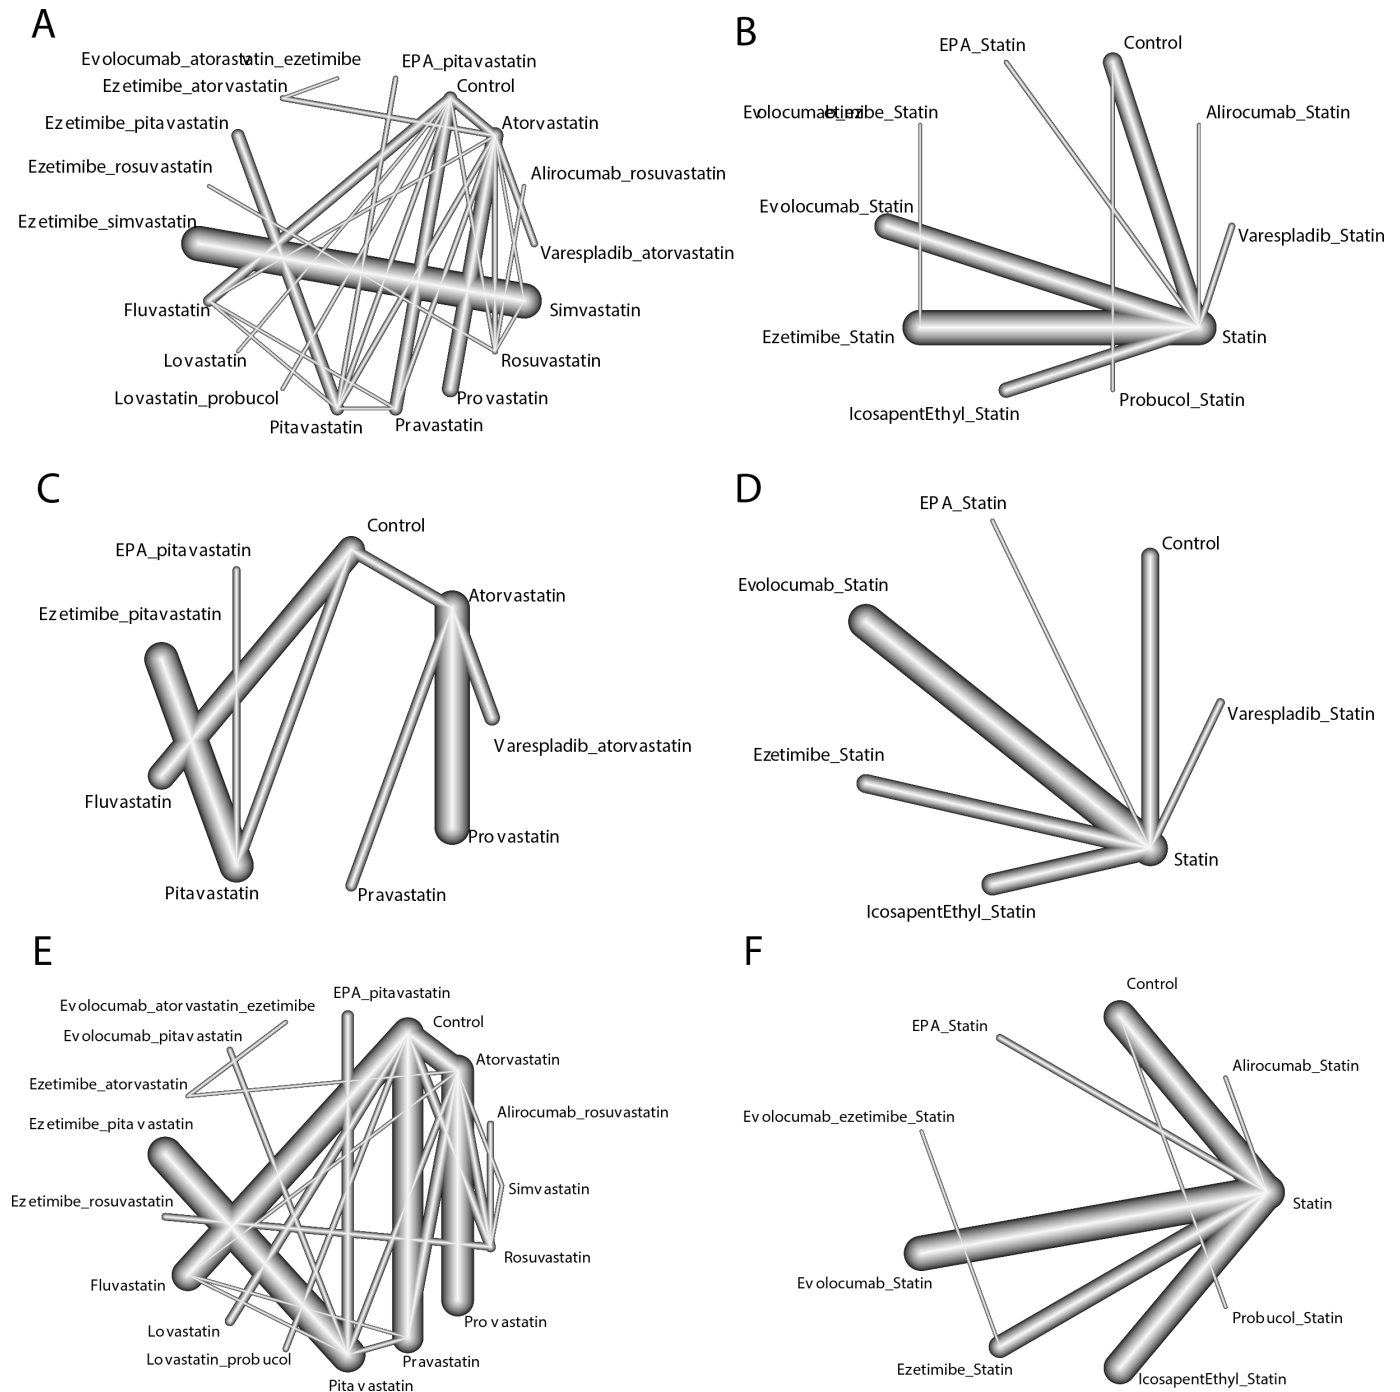 A
Evolocumab_atorastatin_ezetimibe
EPA_pitavastatin
Ezetimibe_atorvastatin
Control
Ezetimibe_pitavastatin
Atorvastatin
Ezetimibe_rosuvastatin
Alirocumab_rosuvastatin
Ezetimibe_simvastatin
Varespladib_atorvastatin
Fluvastatin
Simvastatin
Lovastatin
Rosuvastatin
Lovastatin_probucol
Provastatin
Pitavastatin
Pravastatin
B
EPA_Statin
Control
Alirocumab_Statin
Evolocumab_Statin
Varespladib_Statin
Ezetimibe_Statin
Statin
IcosapentEthyl_Statin
Probucol_Statin
C
Control
EPA_pitavastatin
Atorvastatin
Ezetimibe_pitavastatin
Varespladib_atorvastatin
Fluvastatin
Provastatin
Pitavastatin
Pravastatin
D
EPA_Statin
Control
Evolocumab_Statin
Varespladib_Statin
Ezetimibe_Statin
Statin
IcosapentEthyl_Statin
E
EPA_pitavastatin
Evolocumab_atorvastatin_ezetimibe
Control
Evolocumab_pitavastatin
Atorvastatin
Ezetimibe_atorvastatin
Alirocumab_rosuvastatin
Ezetimibe_pitavastatin
Simvastatin
Ezetimibe_rosuvastatin
Rosuvastatin
Fluvastatin
Provastatin
Lovastatin
Lovastatin_probucol
Pravastatin
Pitavastatin
F
Control
EPA_Statin
Alirocumab_Statin
Evolocumab_ezetimibe_Statin
Statin
Evolocumab_Statin
Probucol_Statin
Ezetimibe_Statin
IcosapentEthyl_Statin